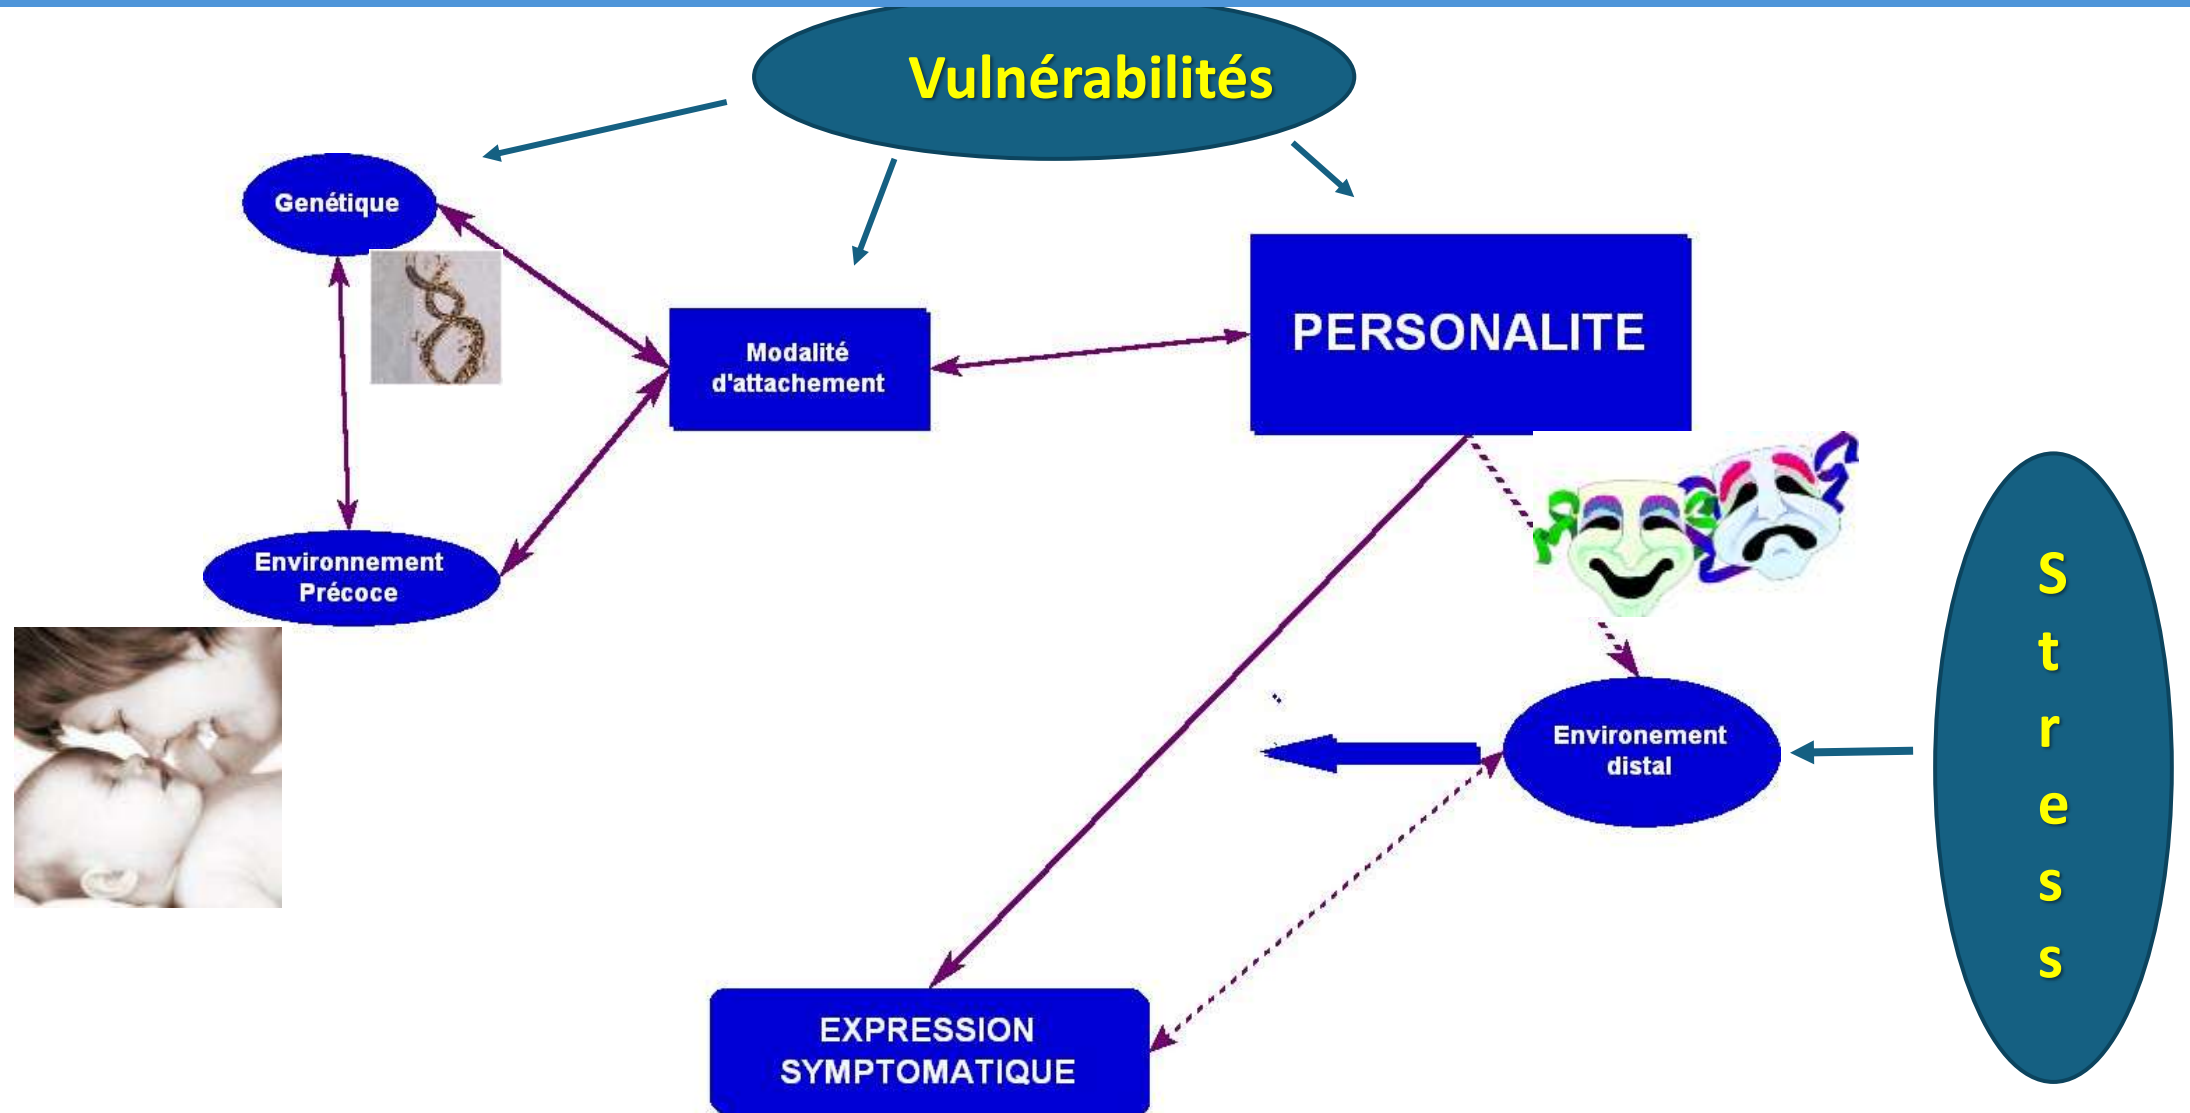 Vulnérabilités
Genétique
Modalité
d'attachement
PERSONALITE
Environnement
Précoce
S
t
r
e
s
s
Environement
distal
EXPRESSION
SYMPTOMATIQUE